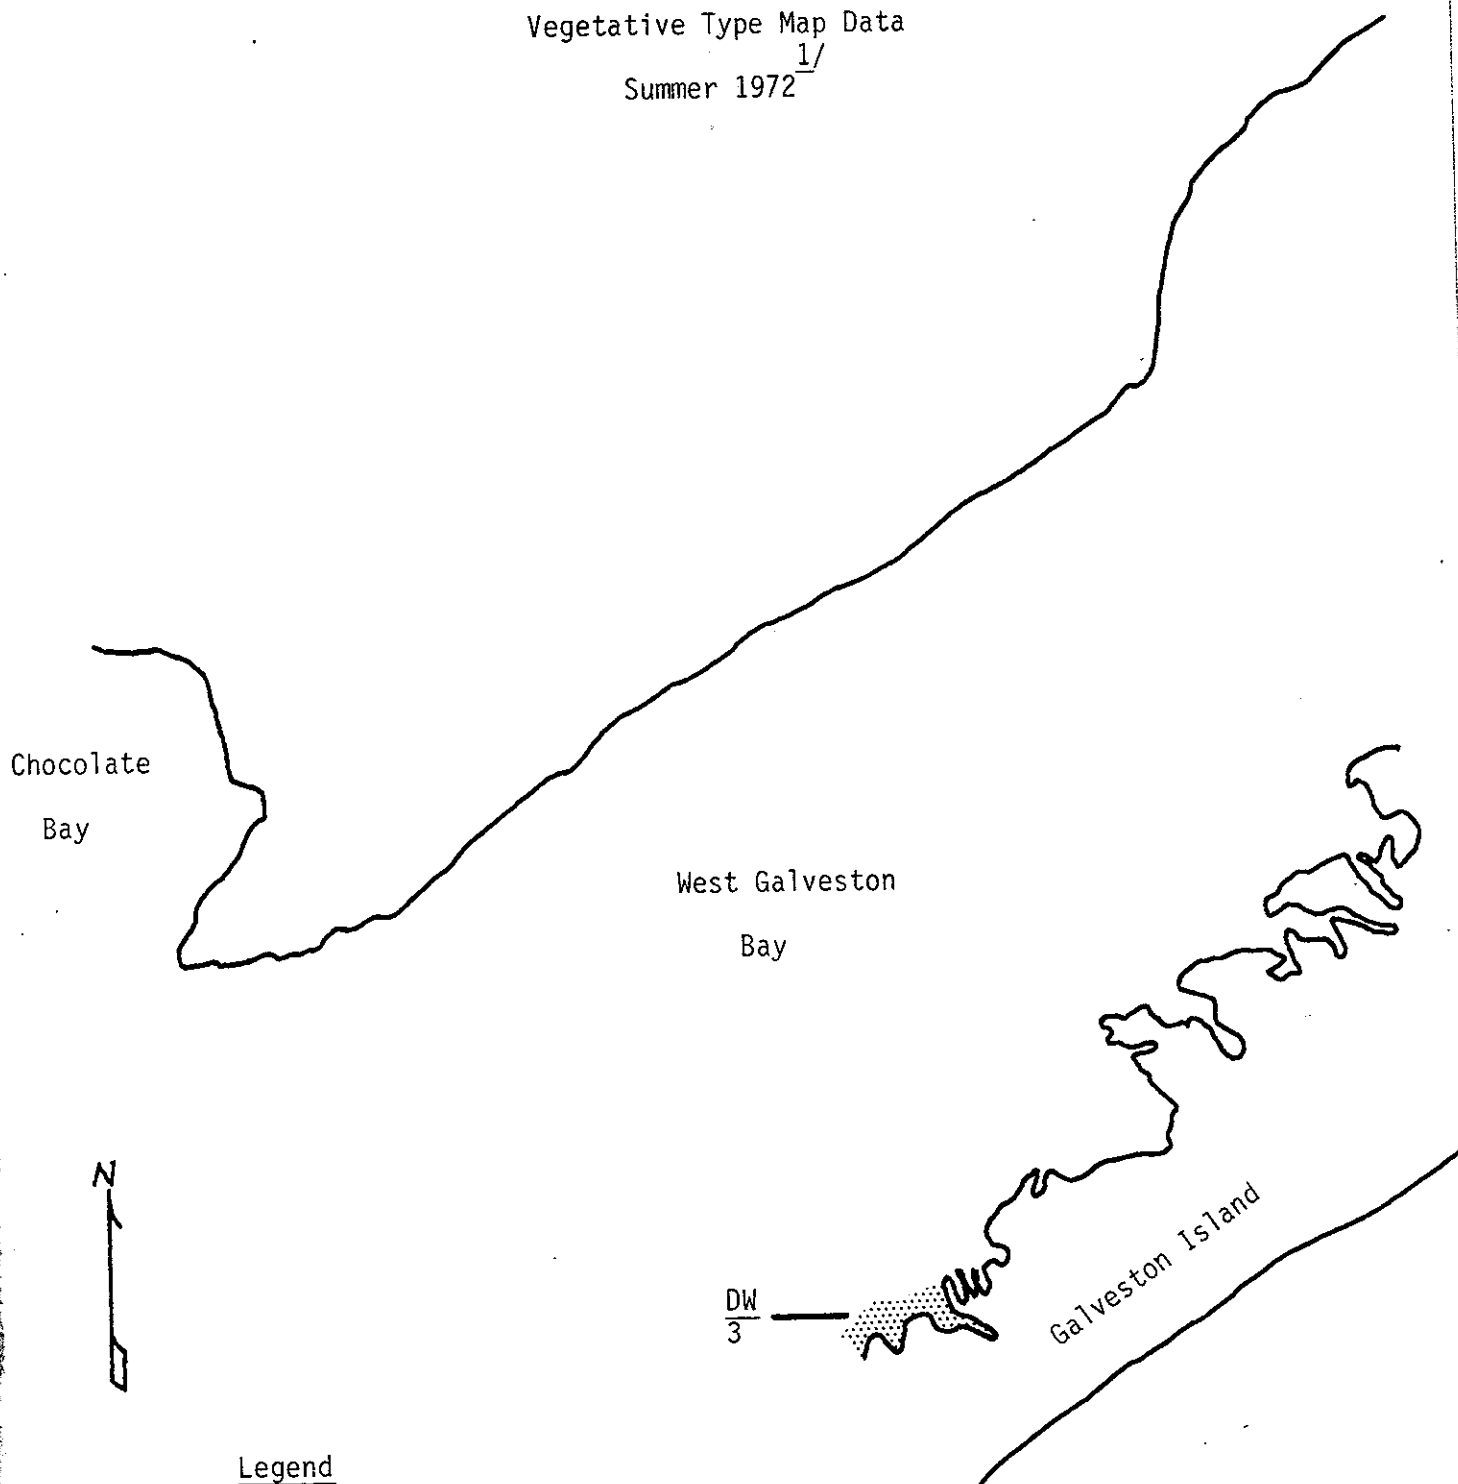 Vegetative Type Map Data
Summer 1972 1/
Chocolate
Bay
West Galveston
Bay
N
Galveston Island
DW
3
Legend